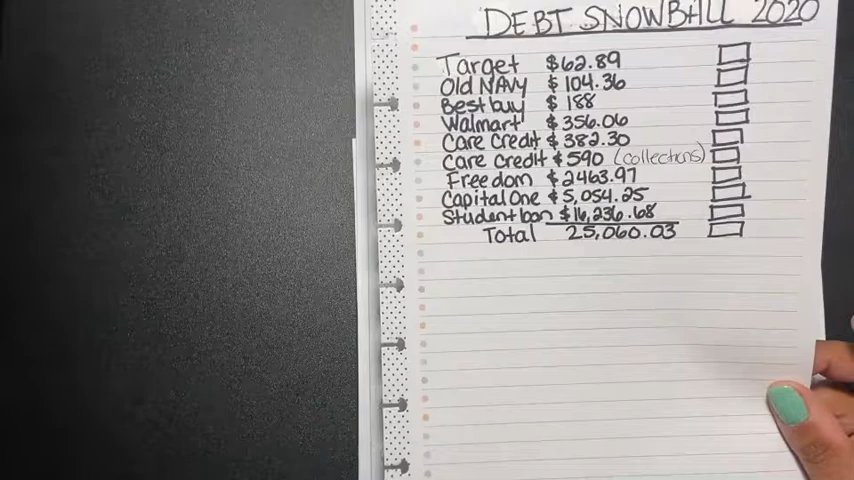 DEBT SNOWBALL 2020
Target $62.89
Old NAvy $104.36
Best buy $188
Walmart $356.06
Care Credit $382.30
Care Credit $590 (collections)
Freedom $2463.97
Capital One $5,054.25
Student loan $16,236.68
Total 25,060.03